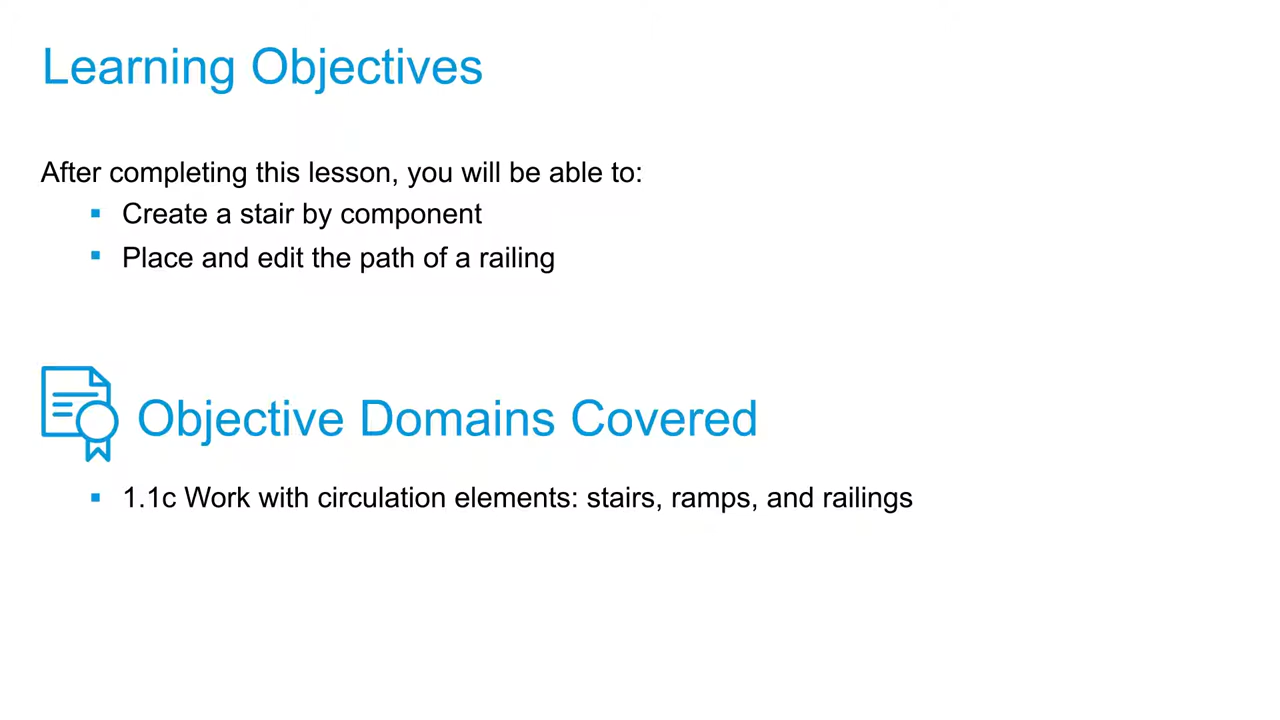 Learning Objectives
After completing this lesson, you will be able to:
▪ Create a stair by component
▪ Place and edit the path of a railing
Objective Domains Covered
▪ 1.1c Work with circulation elements: stairs, ramps, and railings